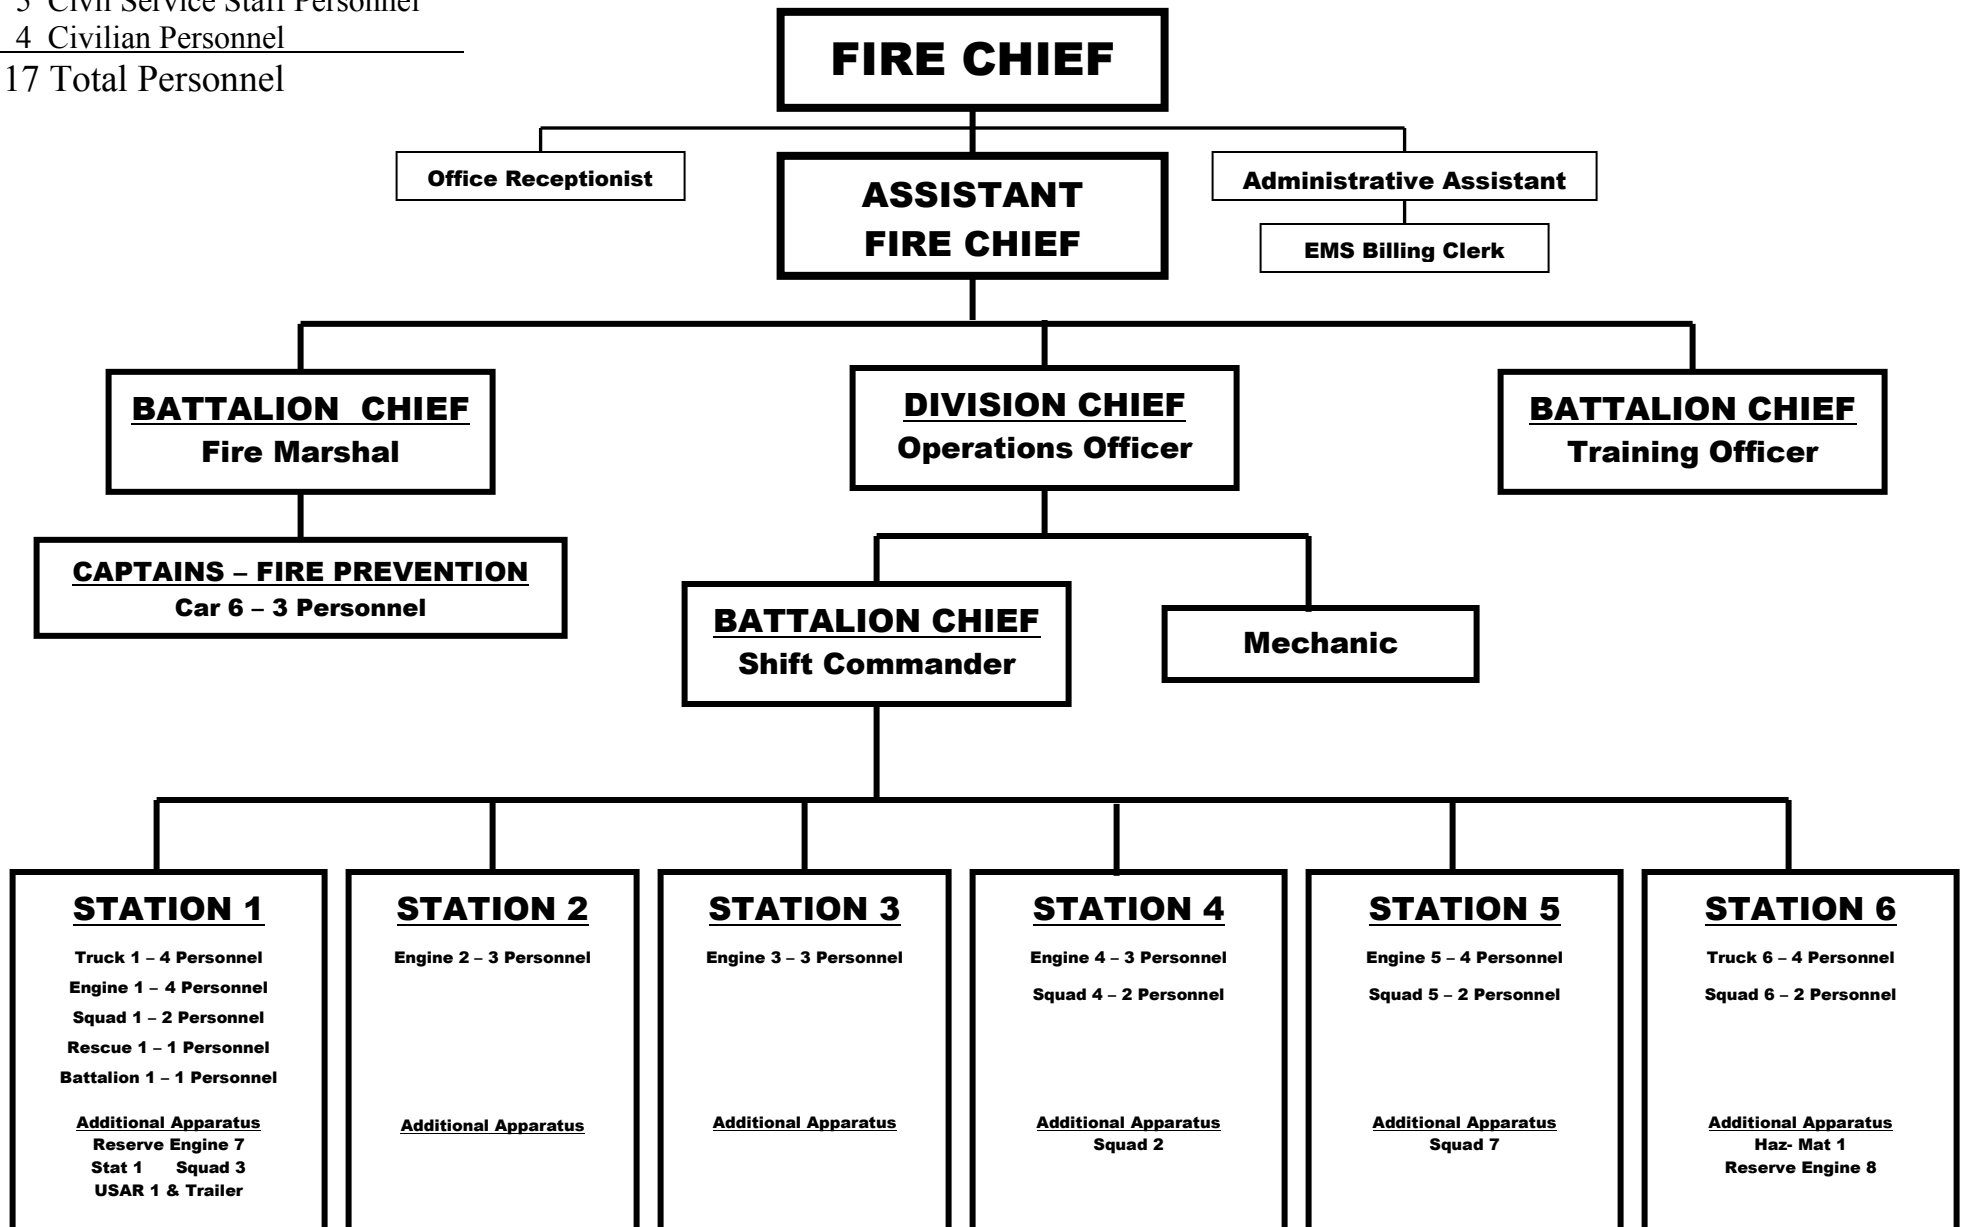 5 Civil Service Staff Personnel
4 Civilian Personnel
17 Total Personnel
FIRE CHIEF
Office Receptionist
ASSISTANT
FIRE CHIEF
Administrative Assistant
EMS Billing Clerk
BATTALION CHIEF
Fire Marshal
DIVISION CHIEF
Operations Officer
BATTALION CHIEF
Training Officer
CAPTAINS – FIRE PREVENTION
Car 6 – 3 Personnel
BATTALION CHIEF
Shift Commander
Mechanic
STATION 1
Truck 1 – 4 Personnel
Engine 1 – 4 Personnel
Squad 1 – 2 Personnel
Rescue 1 – 1 Personnel
Battalion 1 – 1 Personnel
Additional Apparatus
Reserve Engine 7
Stat 1 Squad 3
USAR 1 & Trailer
STATION 2
Engine 2 – 3 Personnel
Additional Apparatus
STATION 3
Engine 3 – 3 Personnel
Additional Apparatus
STATION 4
Engine 4 – 3 Personnel
Squad 4 – 2 Personnel
Additional Apparatus
Squad 2
STATION 5
Engine 5 – 4 Personnel
Squad 5 – 2 Personnel
Additional Apparatus
Squad 7
STATION 6
Truck 6 – 4 Personnel
Squad 6 – 2 Personnel
Additional Apparatus
Haz- Mat 1
Reserve Engine 8